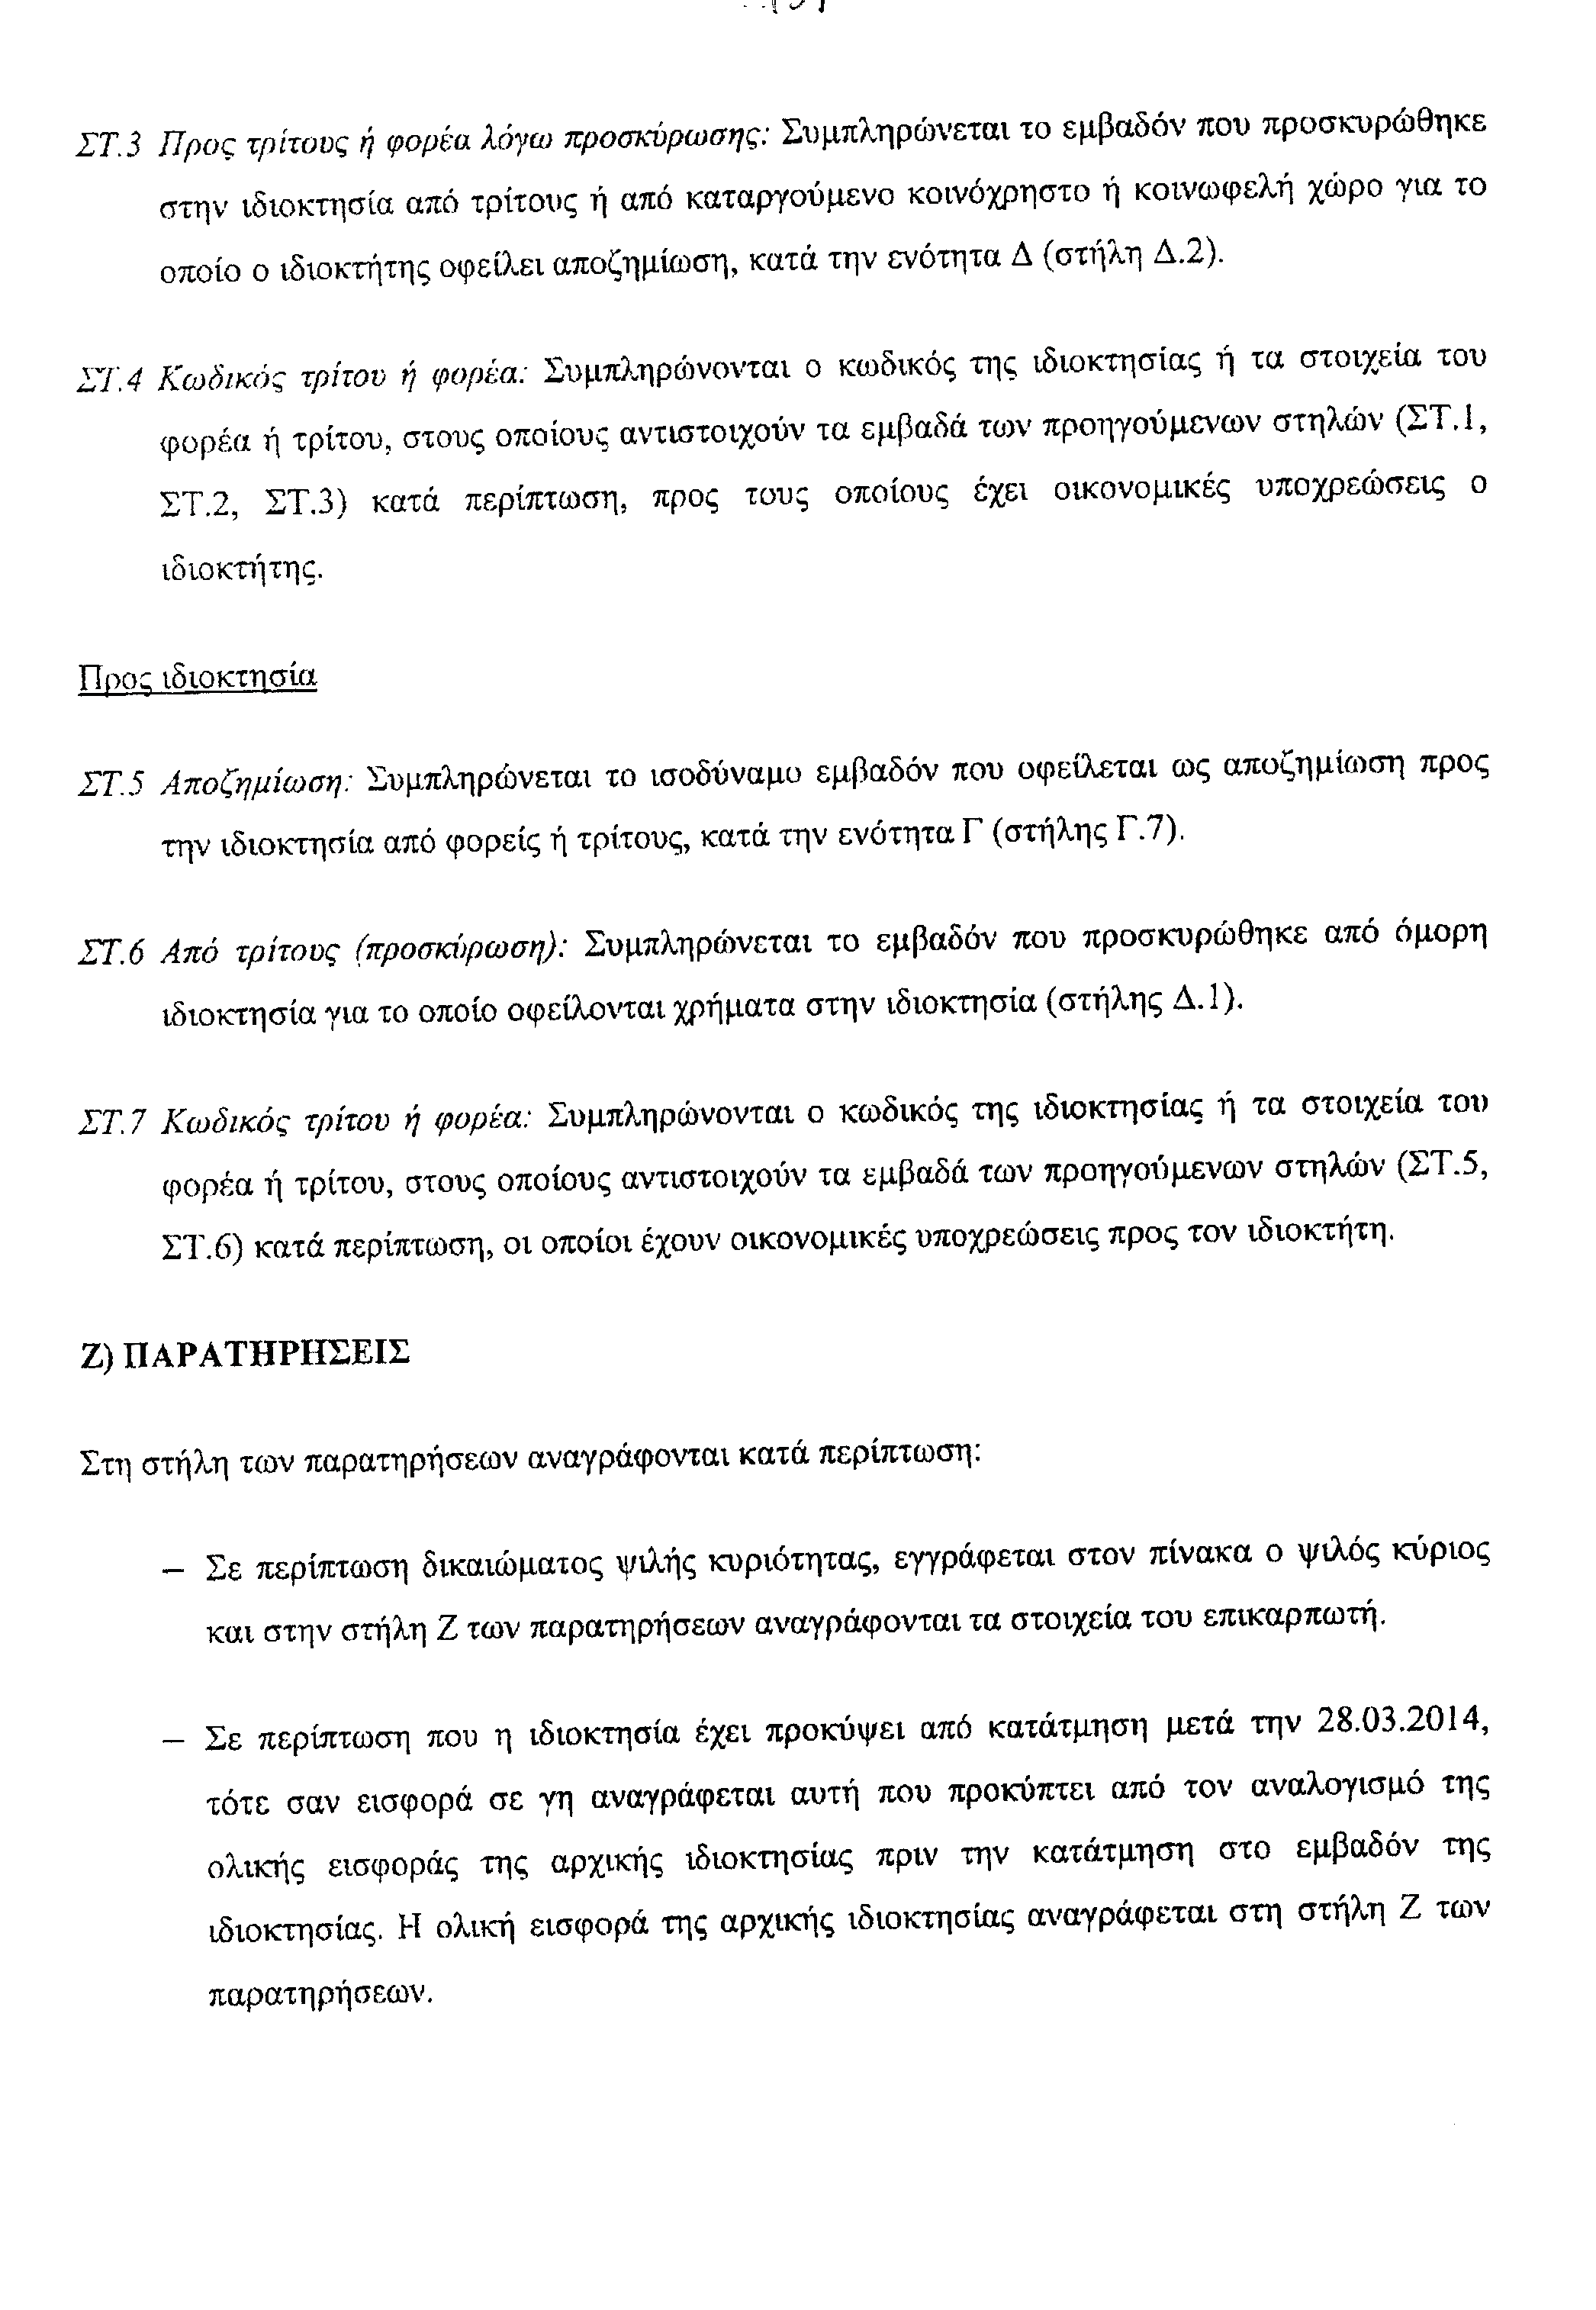 ΣΤ.3 Προς τρίτους ή φορέα λόγω προσκύρωσης: Συμπληρώνεται το εμβαδόν που προσκυρώθηκε
στην ιδιοκτησία από τρίτους ή από καταργούμενο κοινόχρηστο ή κοινωφελή χώρο για το
οποίο ο ιδιοκτήτης οφείλει αποζημίωση, κατά την ενότητα Δ (στήλη Δ.2).
ΣΤ.4 Κωδικός τρίτου ή φορέα: Συμπληρώνονται ο κωδικός της ιδιοκτησίας ή τα στοιχεία του
φορέα ή τρίτου, στους οποίους αντιστοιχούν τα εμβαδά των προηγούμενων στηλών (ΣΤ.1,
ΣΤ.2, ΣΤ.3) κατά περίπτωση, προς τους οποίους έχει οικονομικές υποχρεώσεις ο
ιδιοκτήτης.
Προς ιδιοκτησία
ΣΤ.5 Αποζημίωση: Συμπληρώνεται το ισοδύναμο εμβαδόν που οφείλεται ως αποζημίωση προς
την ιδιοκτησία από φορείς ή τρίτους, κατά την ενότητα Γ (στήλης Γ.7).
ΣΤ.6 Από τρίτους (προσκύρωση): Συμπληρώνεται το εμβαδόν που προσκυρώθηκε από όμορη
ιδιοκτησία για το οποίο οφείλονται χρήματα στην ιδιοκτησία (στήλης Δ.1).
ΣΤ.7 Κωδικός τρίτου ή φορέα: Συμπληρώνονται ο κωδικός της ιδιοκτησίας ή τα στοιχεία του
φορέα ή τρίτου, στους οποίους αντιστοιχούν τα εμβαδά των προηγούμενων στηλών (ΣΤ.5,
ΣΤ.6) κατά περίπτωση, οι οποίοι έχουν οικονομικές υποχρεώσεις προς τον ιδιοκτήτη.
Ζ) ΠΑΡΑΤΗΡΗΣΕΙΣ
Στη στήλη των παρατηρήσεων αναγράφονται κατά περίπτωση:
– Σε περίπτωση δικαιώματος ψιλής κυριότητας, εγγράφεται στον πίνακα ο ψιλός κύριος
και στην στήλη Ζ των παρατηρήσεων αναγράφονται τα στοιχεία του επικαρπωτή.
– Σε περίπτωση που η ιδιοκτησία έχει προκύψει από κατάτμηση μετά την 28.03.2014,
τότε σαν εισφορά σε γη αναγράφεται αυτή που προκύπτει από τον αναλογισμό της
ολικής εισφοράς της αρχικής ιδιοκτησίας πριν την κατάτμηση στο εμβαδόν της
ιδιοκτησίας. Η ολική εισφορά της αρχικής ιδιοκτησίας αναγράφεται στη στήλη Ζ των
παρατηρήσεων.